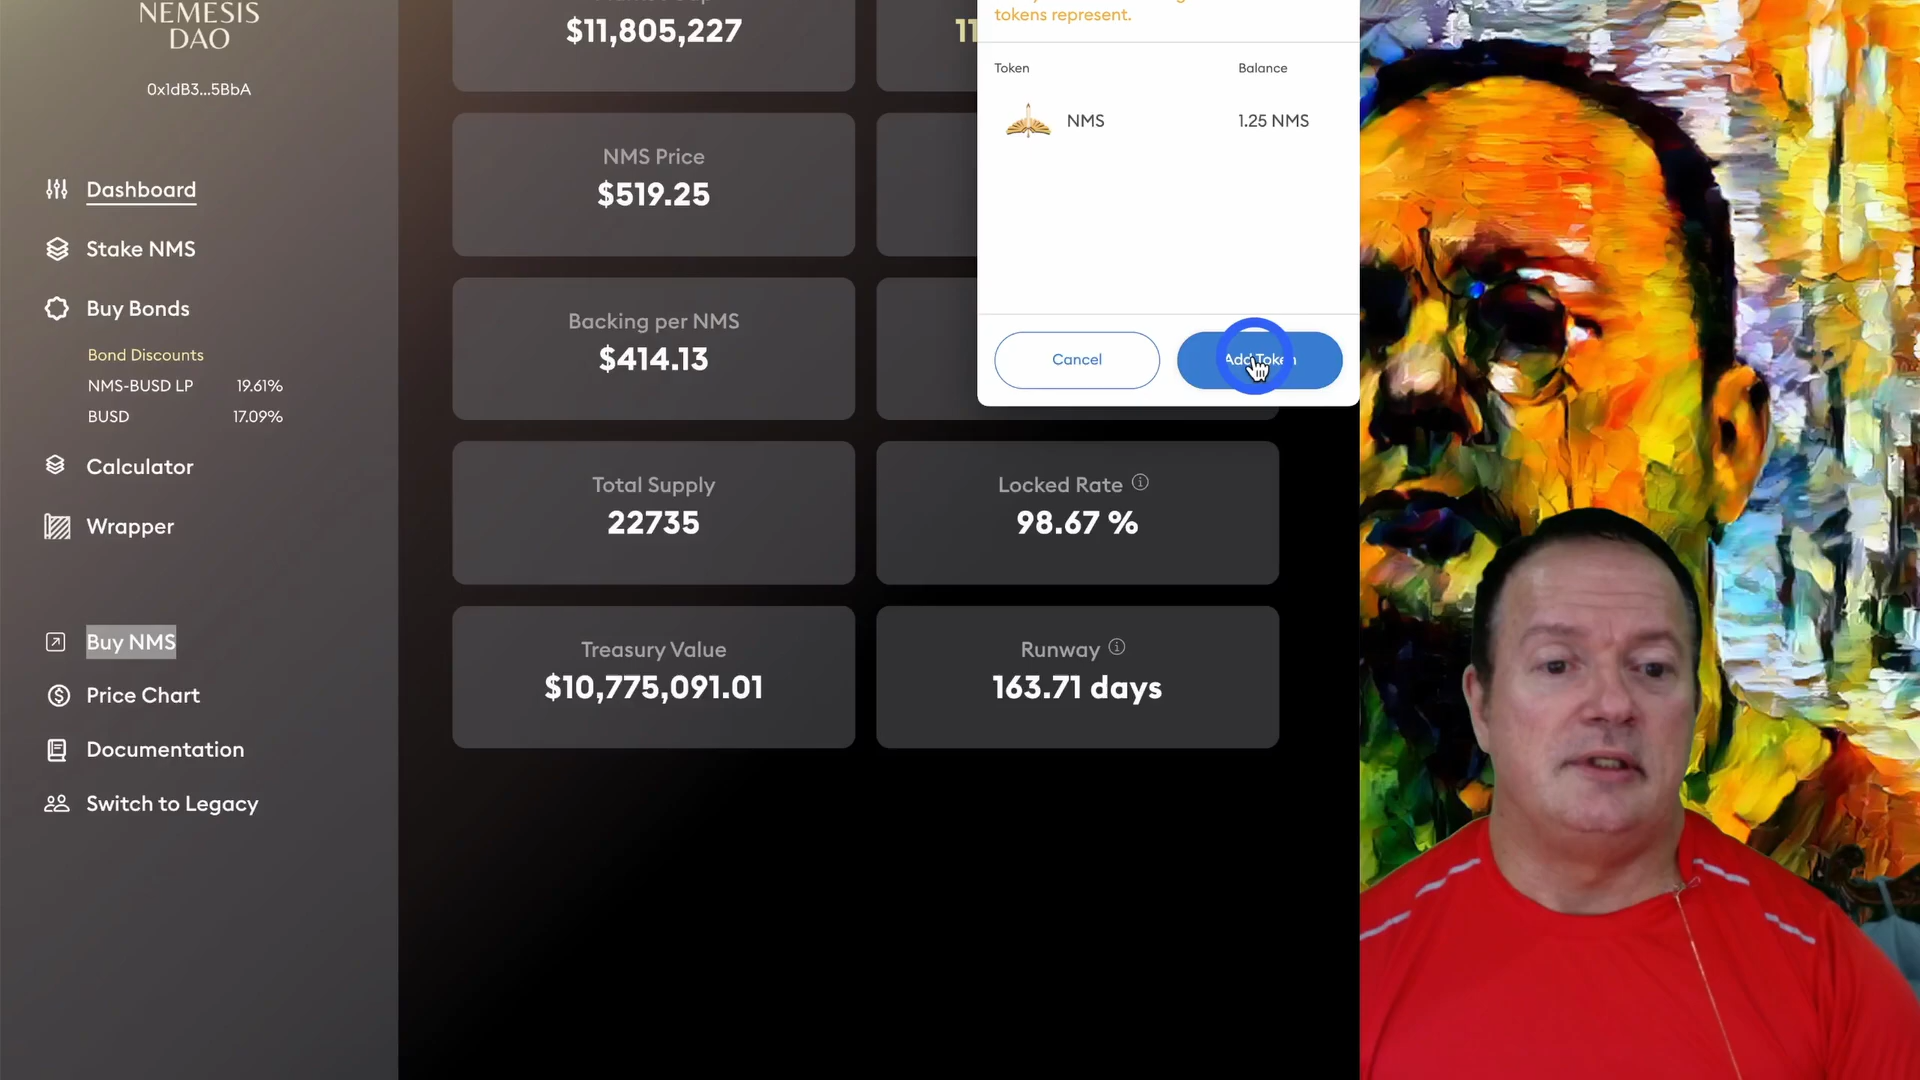 NEMESIS
DAO
0x1dB3...5BbA
Dashboard
Stake NMS
Buy Bonds
Bond Discounts
NMS-BUSD LP 19.61%
BUSD 17.09%
Calculator
Wrapper
Buy NMS
Price Chart
Documentation
Switch to Legacy
$11,805,227
11
NMS Price
$519.25
Backing per NMS
$414.13
Total Supply
22735
Locked Rate
98.67 %
Treasury Value
$10,775,091.01
Runway
163.71 days
tokens represent.
Token Balance
NMS 1.25 NMS
Cancel Add Token